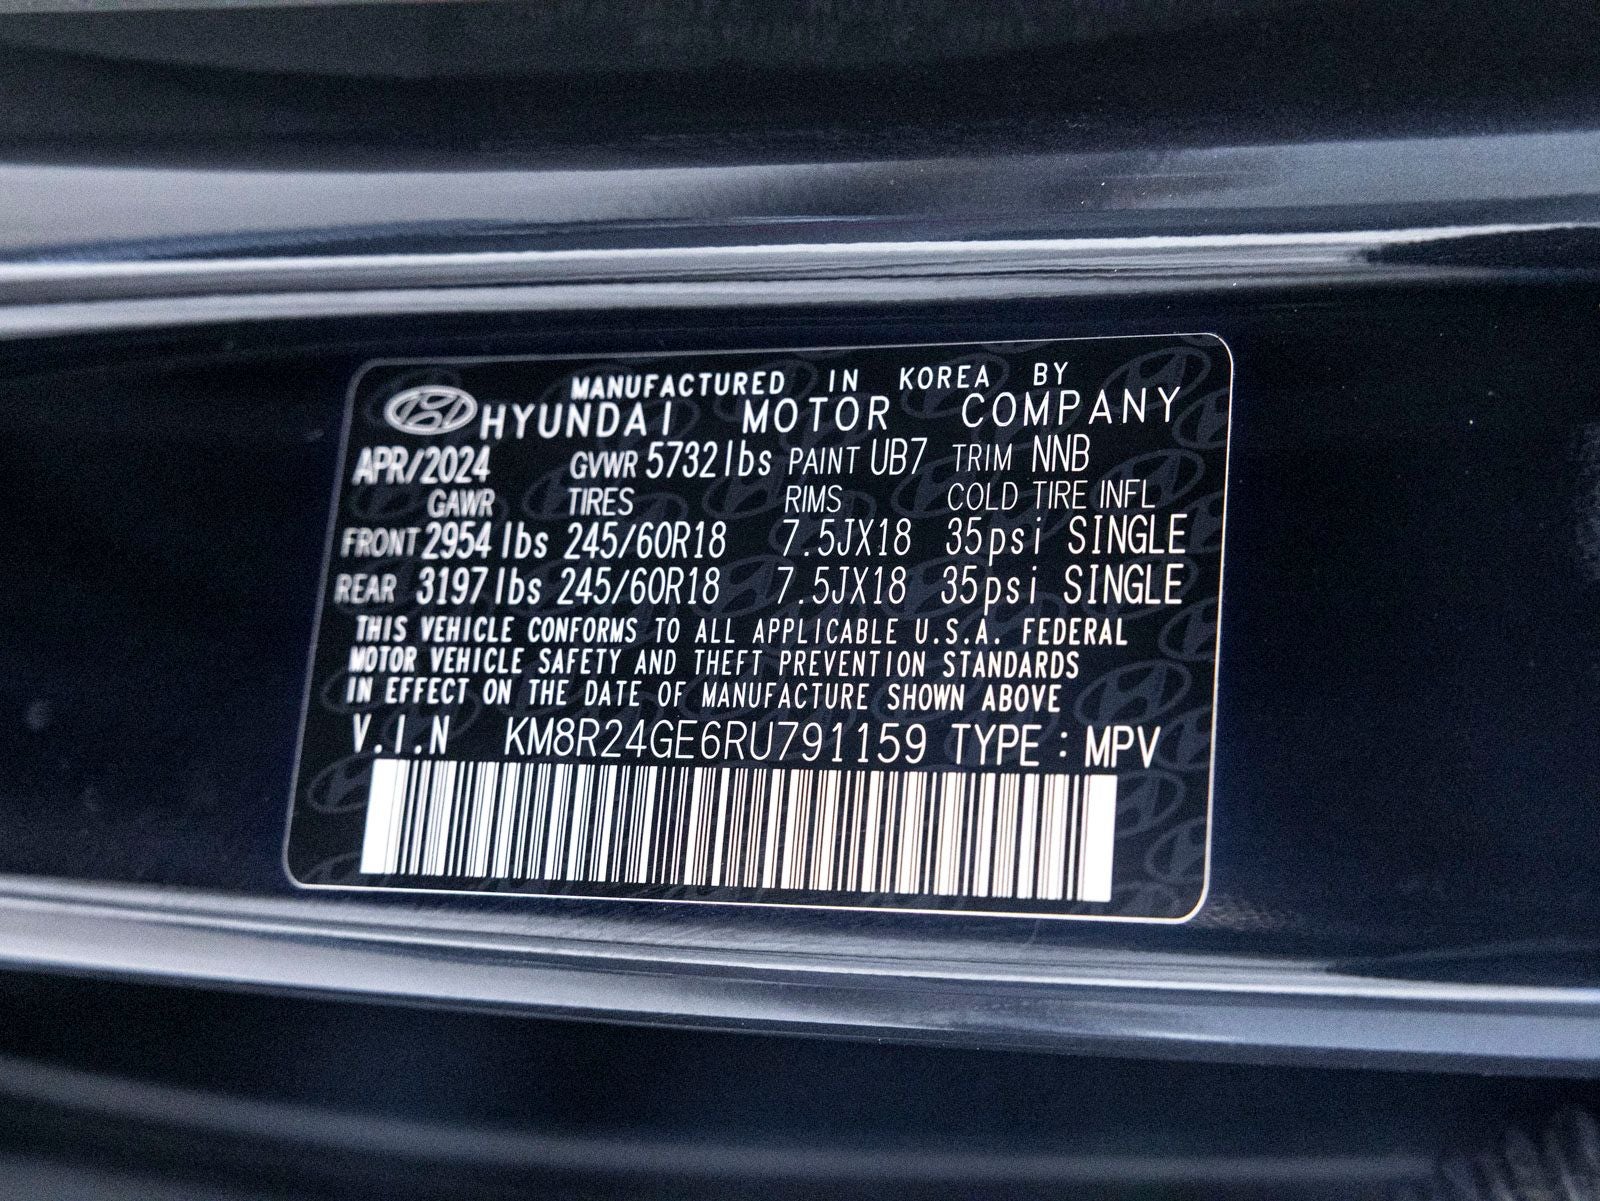 MANUFACTURED IN KOREA BY
HYUNDAI MOTOR COMPANY
APR/2024 GVWR 5732lbs PAINT UB7 TRIM NNB
GAWR TIRES RIMS COLD TIRE INFL
FRONT 2954lbs 245/60R18 7.5JX18 35psi SINGLE
REAR 3197lbs 245/60R18 7.5JX18 35psi SINGLE
THIS VEHICLE CONFORMS TO ALL APPLICABLE U.S.A. FEDERAL
MOTOR VEHICLE SAFETY AND THEFT PREVENTION STANDARDS
IN EFFECT ON THE DATE OF MANUFACTURE SHOWN ABOVE
V.I.N KM8R24GE6RU791159 TYPE : MPV